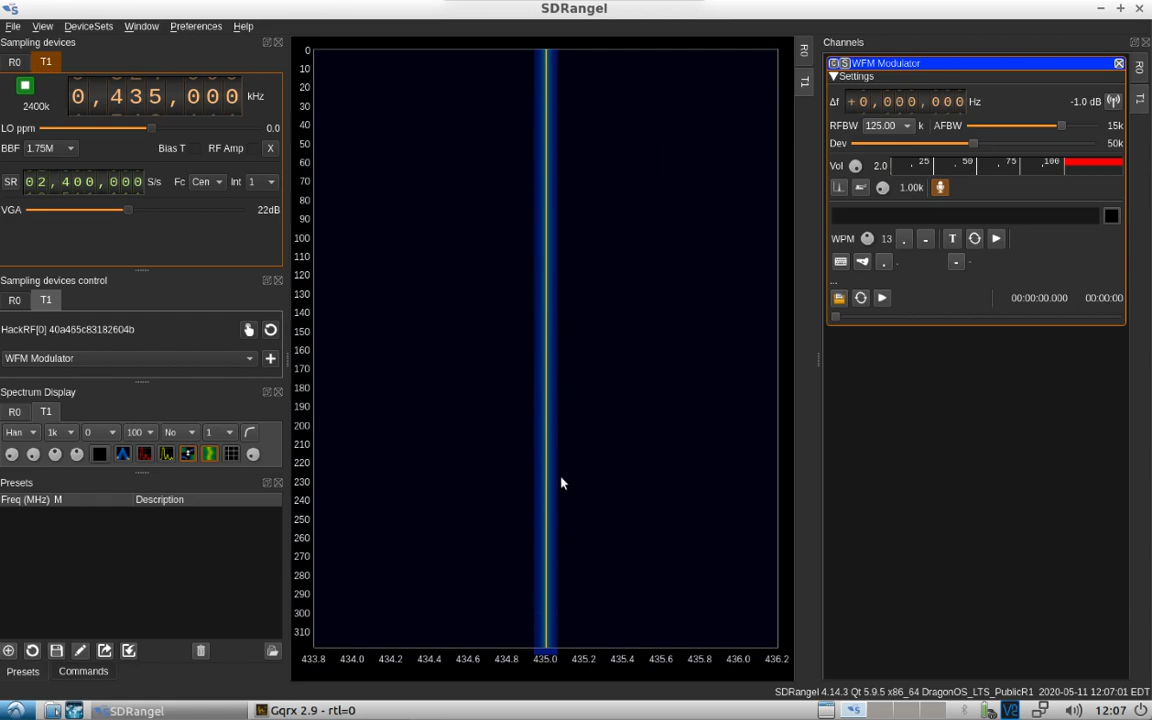 SDRangel
File View DeviceSets Window Preferences Help
Sampling devices
R0 T1
2400k
0,435,000 kHz
LO ppm 0.0
BBF 1.75M Bias T RF Amp X
SR 02,400,000 S/s Fc Cen Int 1
VGA 22dB
Sampling devices control
R0 T1
HackRF[0] 40a465c83182604b
WFM Modulator
Spectrum Display
R0 T1
Han 1k 0 100 No 1
Presets
Freq (MHz) M Description
Presets Commands
0
10
20
30
40
50
60
70
80
90
100
110
120
130
140
150
160
170
180
190
200
210
220
230
240
250
260
270
280
290
300
310
433.8 434.0 434.2 434.4 434.6 434.8 435.0 435.2 435.4 435.6 435.8 436.0 436.2
R0
T1
Channels
C S WFM Modulator
Settings
Δf +0,000,000 Hz -1.0 dB
RFBW 125.00 k AFBW 15k
Dev 50k
Vol 2.0 25 50 75 100
1.00k
WPM 13 . - T
. - - -
...
00:00:00.000 00:00:00
R0
T1
SDRangel 4.14.3 Qt 5.9.5 x86_64 DragonOS_LTS_PublicR1 2020-05-11 12:07:01 EDT
SDRangel Gqrx 2.9 - rtl=0 12:07